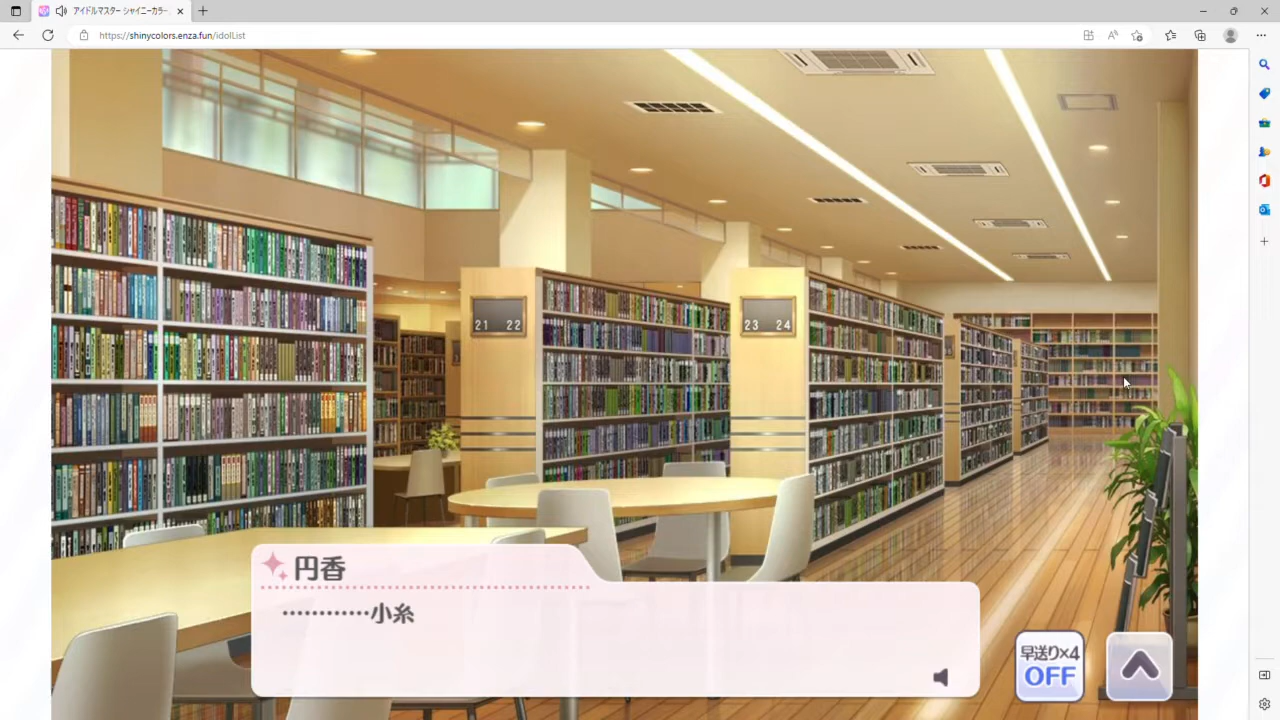 アイドルマスター シャイニーカラー
https://shinycolors.enza.fun/idolList
21 22
23 24
円香
…………小糸
早送り×4
OFF